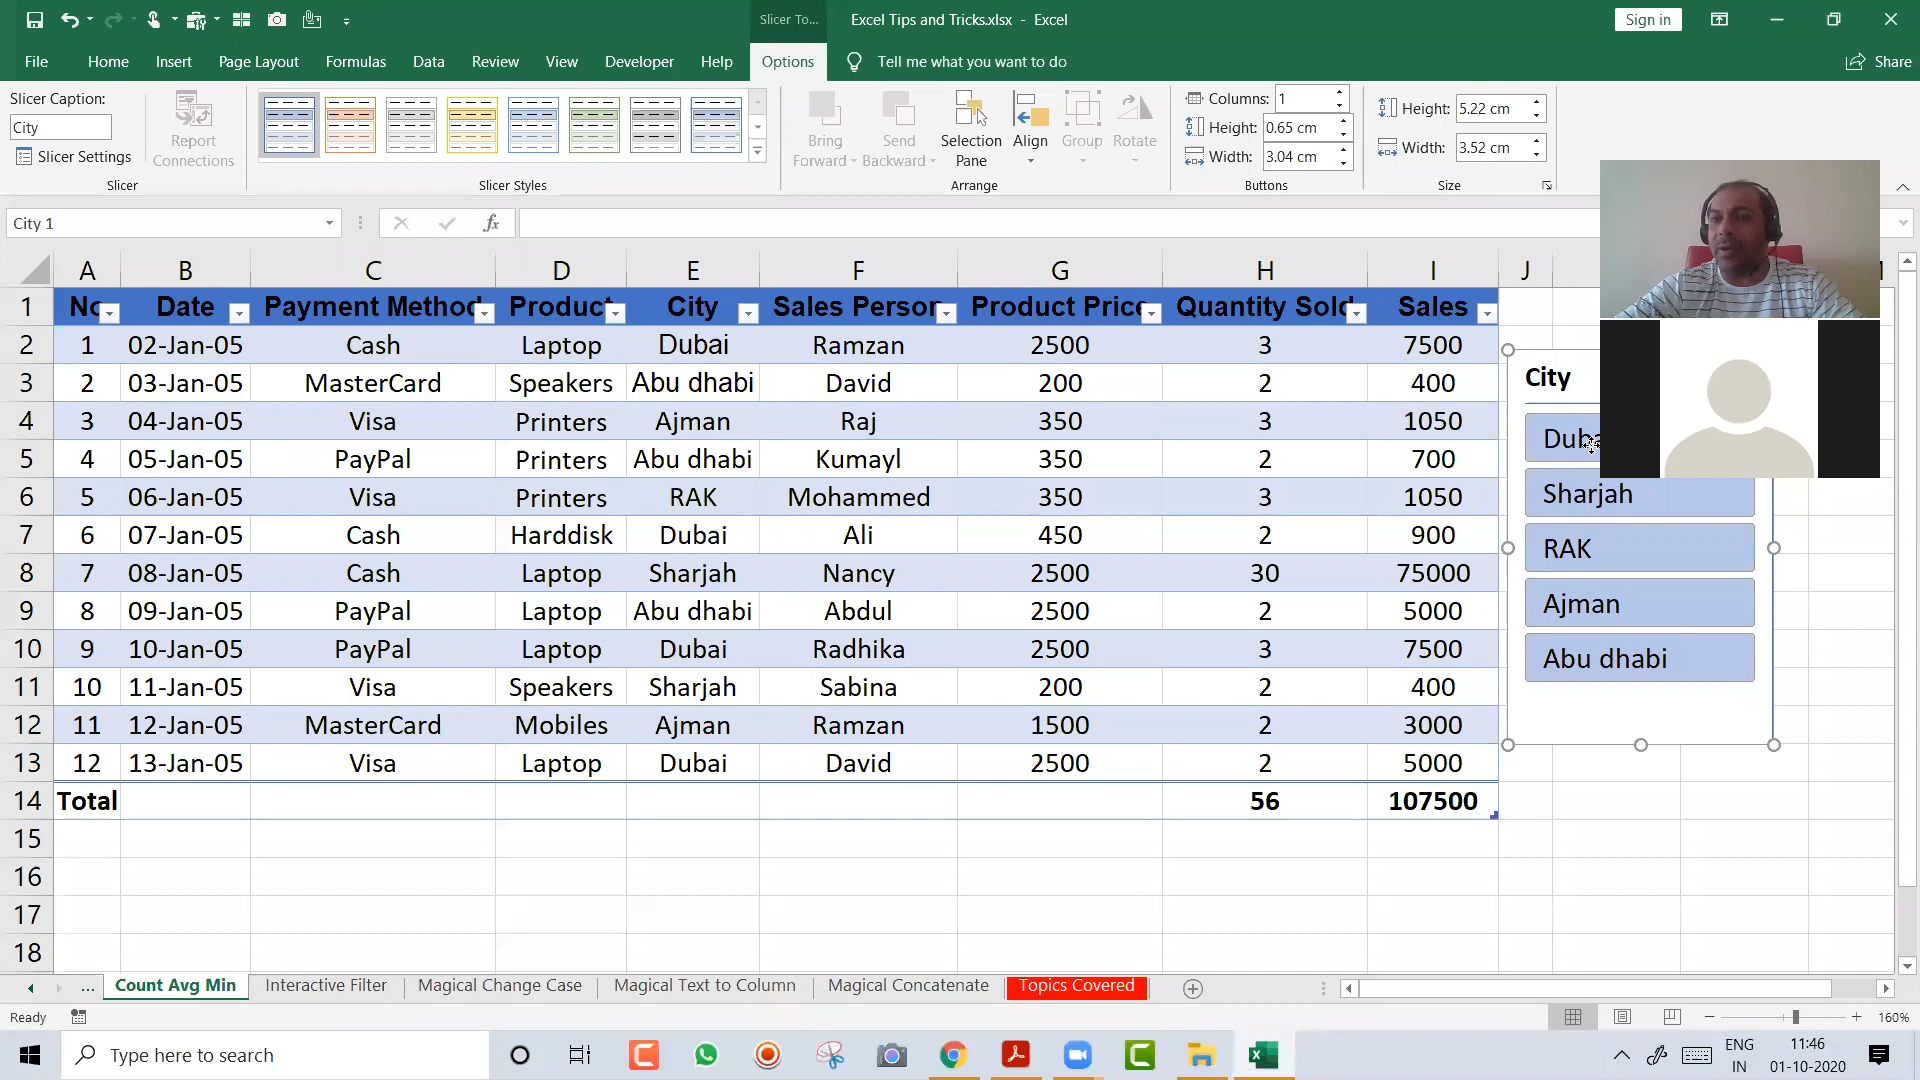 Slicer To...
Excel Tips and Tricks.xlsx - Excel
Sign in
File Home Insert Page Layout Formulas Data Review View Developer Help Options Tell me what you want to do Share
Slicer Caption:
City
Slicer Settings
Report Connections
Slicer
Slicer Styles
Bring Forward
Send Backward
Selection Pane
Align
Group
Rotate
Arrange
Columns: 1
Height: 0.65 cm
Width: 3.04 cm
Buttons
Height: 5.22 cm
Width: 3.52 cm
Size
City 1
fx
A B C D E F G H I J
1 No Date Payment Method Product City Sales Person Product Price Quantity Sold Sales
2 1 02-Jan-05 Cash Laptop Dubai Ramzan 2500 3 7500
3 2 03-Jan-05 MasterCard Speakers Abu dhabi David 200 2 400
4 3 04-Jan-05 Visa Printers Ajman Raj 350 3 1050
5 4 05-Jan-05 PayPal Printers Abu dhabi Kumayl 350 2 700
6 5 06-Jan-05 Visa Printers RAK Mohammed 350 3 1050
7 6 07-Jan-05 Cash Harddisk Dubai Ali 450 2 900
8 7 08-Jan-05 Cash Laptop Sharjah Nancy 2500 30 75000
9 8 09-Jan-05 PayPal Laptop Abu dhabi Abdul 2500 2 5000
10 9 10-Jan-05 PayPal Laptop Dubai Radhika 2500 3 7500
11 10 11-Jan-05 Visa Speakers Sharjah Sabina 200 2 400
12 11 12-Jan-05 MasterCard Mobiles Ajman Ramzan 1500 2 3000
13 12 13-Jan-05 Visa Laptop Dubai David 2500 2 5000
14 Total 56 107500
15
16
17
18
City
Sharjah
RAK
Ajman
Abu dhabi
... Count Avg Min Interactive Filter Magical Change Case Magical Text to Column Magical Concatenate Topics Covered
Ready
160%
Type here to search
ENG
IN
11:46
01-10-2020